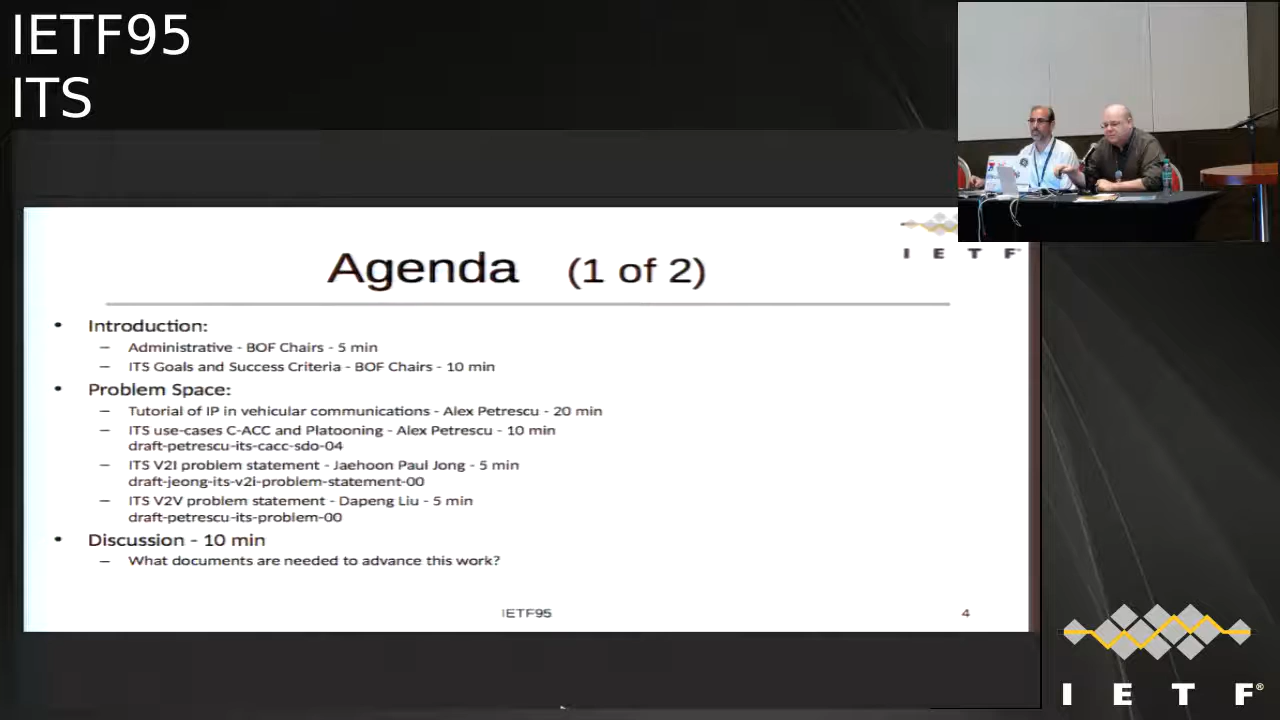 IETF95
ITS
I E T F
Agenda (1 of 2)
• Introduction:
– Administrative - BOF Chairs - 5 min
– ITS Goals and Success Criteria - BOF Chairs - 10 min
• Problem Space:
– Tutorial of IP in vehicular communications - Alex Petrescu - 20 min
– ITS use-cases C-ACC and Platooning - Alex Petrescu - 10 min
draft-petrescu-its-cacc-sdo-04
– ITS V2I problem statement - Jaehoon Paul Jong - 5 min
draft-jeong-its-v2i-problem-statement-00
– ITS V2V problem statement - Dapeng Liu - 5 min
draft-petrescu-its-problem-00
• Discussion - 10 min
– What documents are needed to advance this work?
IETF95
4
I E T F®